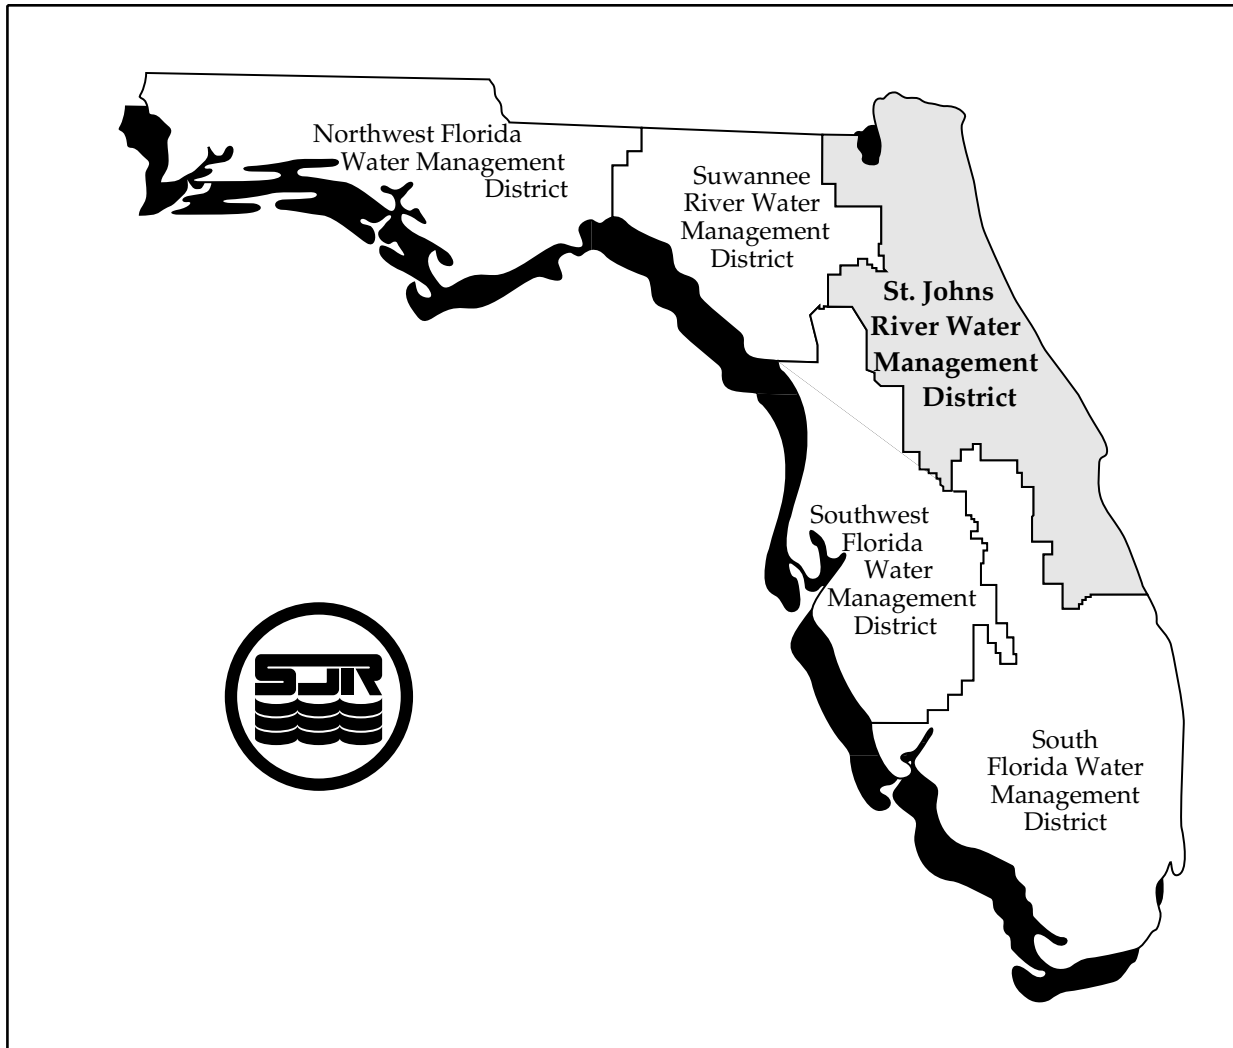 Northwest Florida
Water Management
District
Suwannee
River Water
Management
District
St. Johns
River Water
Management
District
Southwest
Florida
Water
Management
District
SJR
South
Florida Water
Management
District